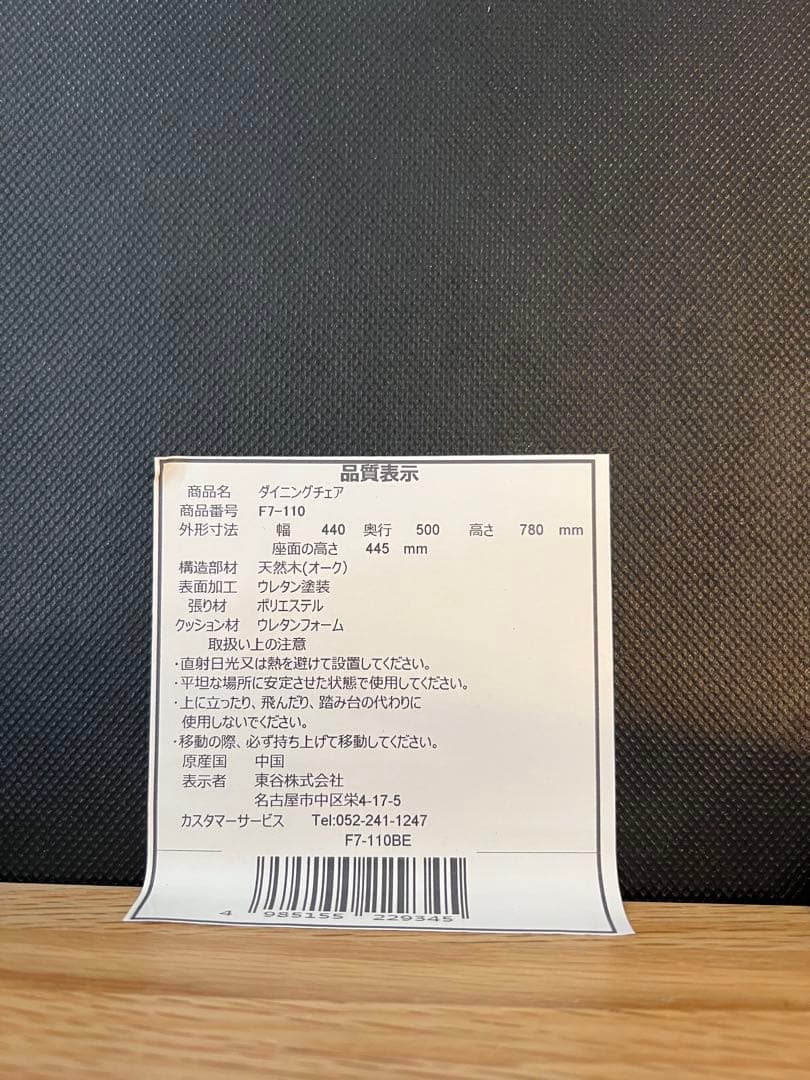 品質表示
商品名 ダイニングチェア
商品番号 F7-110
外形寸法 幅 440 奥行 500 高さ 780 mm
座面の高さ 445 mm
構造部材 天然木(オーク)
表面加工 ウレタン塗装
張り材 ポリエステル
クッション材 ウレタンフォーム
取扱い上の注意
・直射日光又は熱を避けて設置してください。
・平坦な場所に安定させた状態で使用してください。
・上に立ったり、飛んだり、踏み台の代わりに
使用しないでください。
・移動の際、必ず持ち上げて移動してください。
原産国 中国
表示者 東谷株式会社
名古屋市中区栄4-17-5
カスタマーサービス Tel:052-241-1247
F7-110BE
4 985155 229345